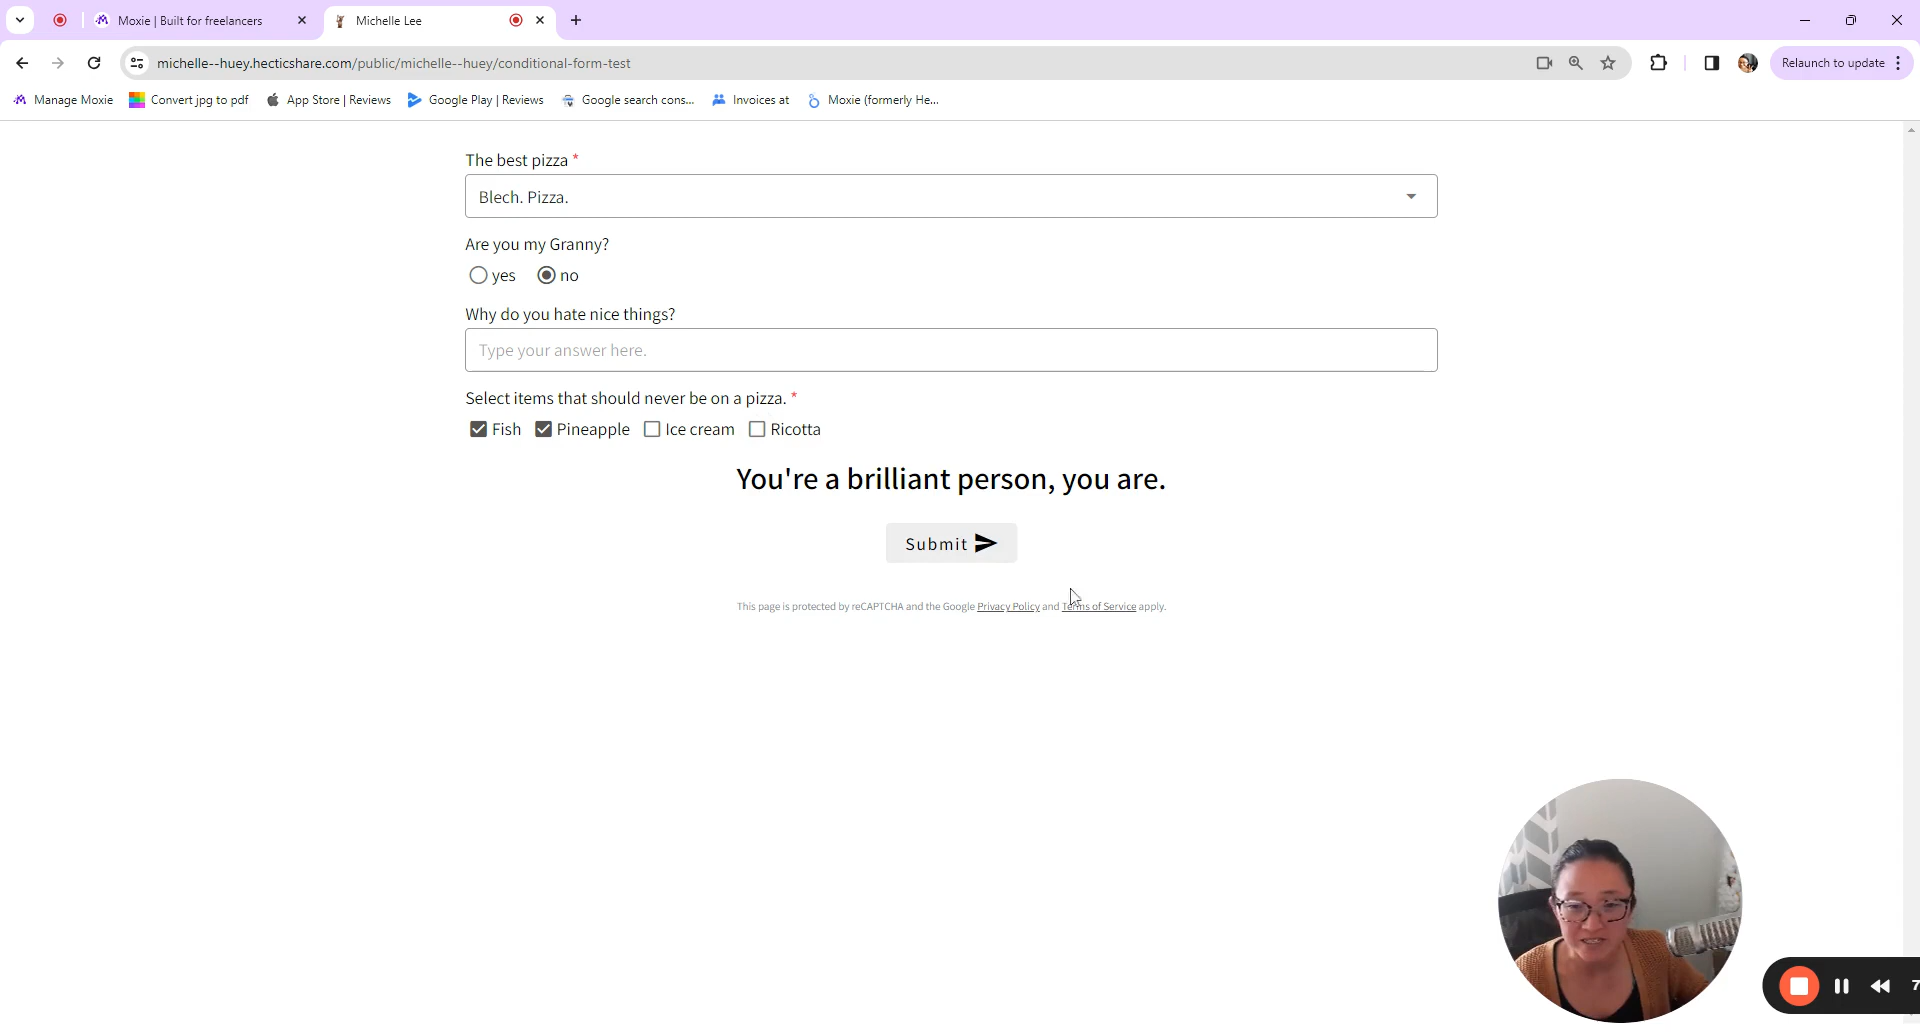 Moxie | Built for freelancers
Michelle Lee
michelle--huey.hecticshare.com/public/michelle--huey/conditional-form-test
Relaunch to update
Manage Moxie
Convert jpg to pdf
App Store | Reviews
Google Play | Reviews
Google search cons...
Invoices at
Moxie (formerly He...
The best pizza *
Blech. Pizza.
Are you my Granny?
yes no
Why do you hate nice things?
Type your answer here.
Select items that should never be on a pizza. *
Fish Pineapple Ice cream Ricotta
You're a brilliant person, you are.
Submit
This page is protected by reCAPTCHA and the Google Privacy Policy and Terms of Service apply.
7